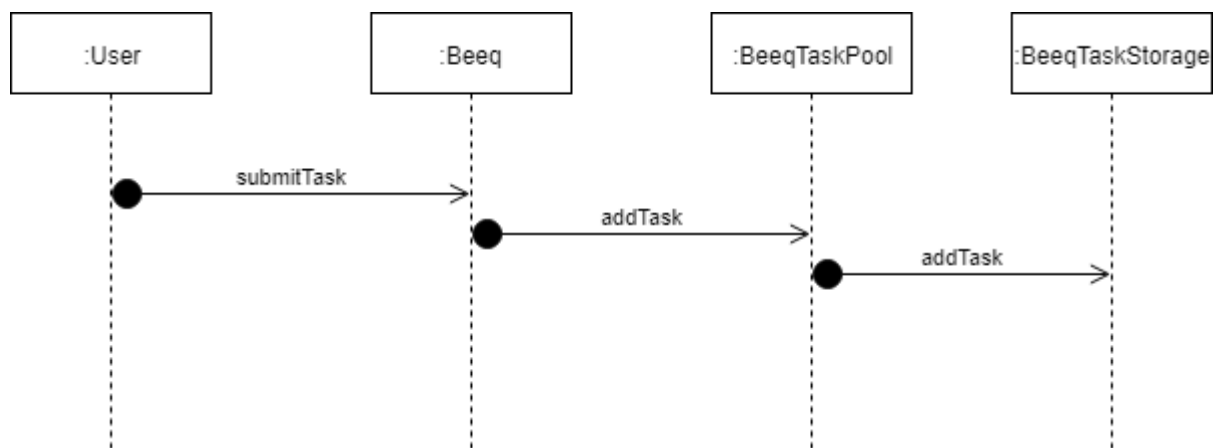 :User
:Beeq
:BeeqTaskPool
:BeeqTaskStorage
submitTask
addTask
addTask